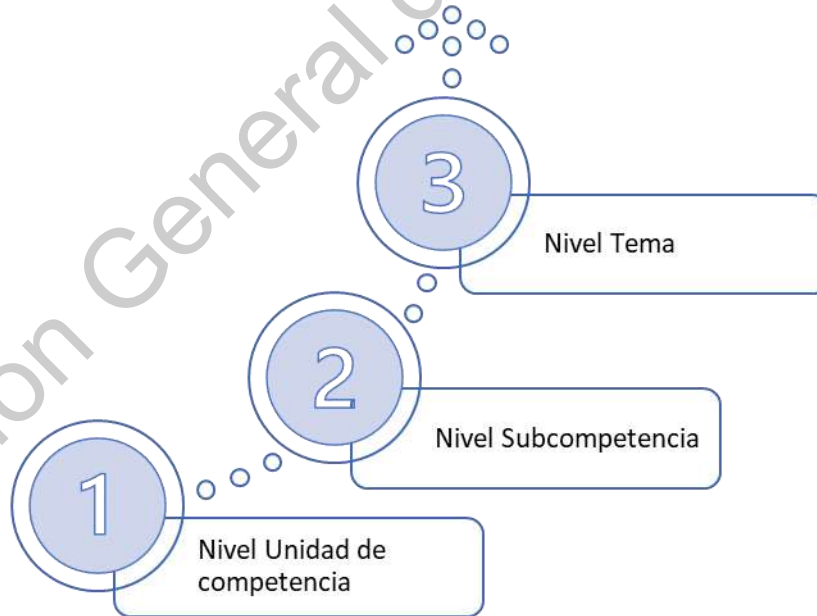 3
Nivel Tema
2
Nivel Subcompetencia
1
Nivel Unidad de
competencia
General